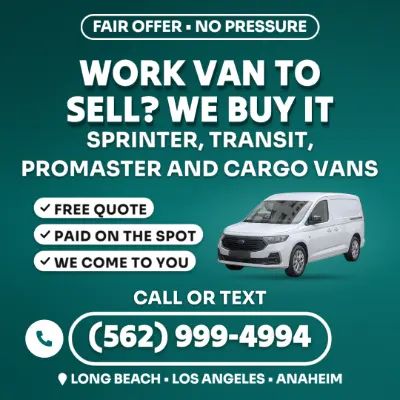 FAIR OFFER • NO PRESSURE
WORK VAN TO
SELL? WE BUY IT
SPRINTER, TRANSIT,
PROMASTER AND CARGO VANS
FREE QUOTE
PAID ON THE SPOT
WE COME TO YOU
CALL OR TEXT
(562) 999-4994
LONG BEACH • LOS ANGELES • ANAHEIM